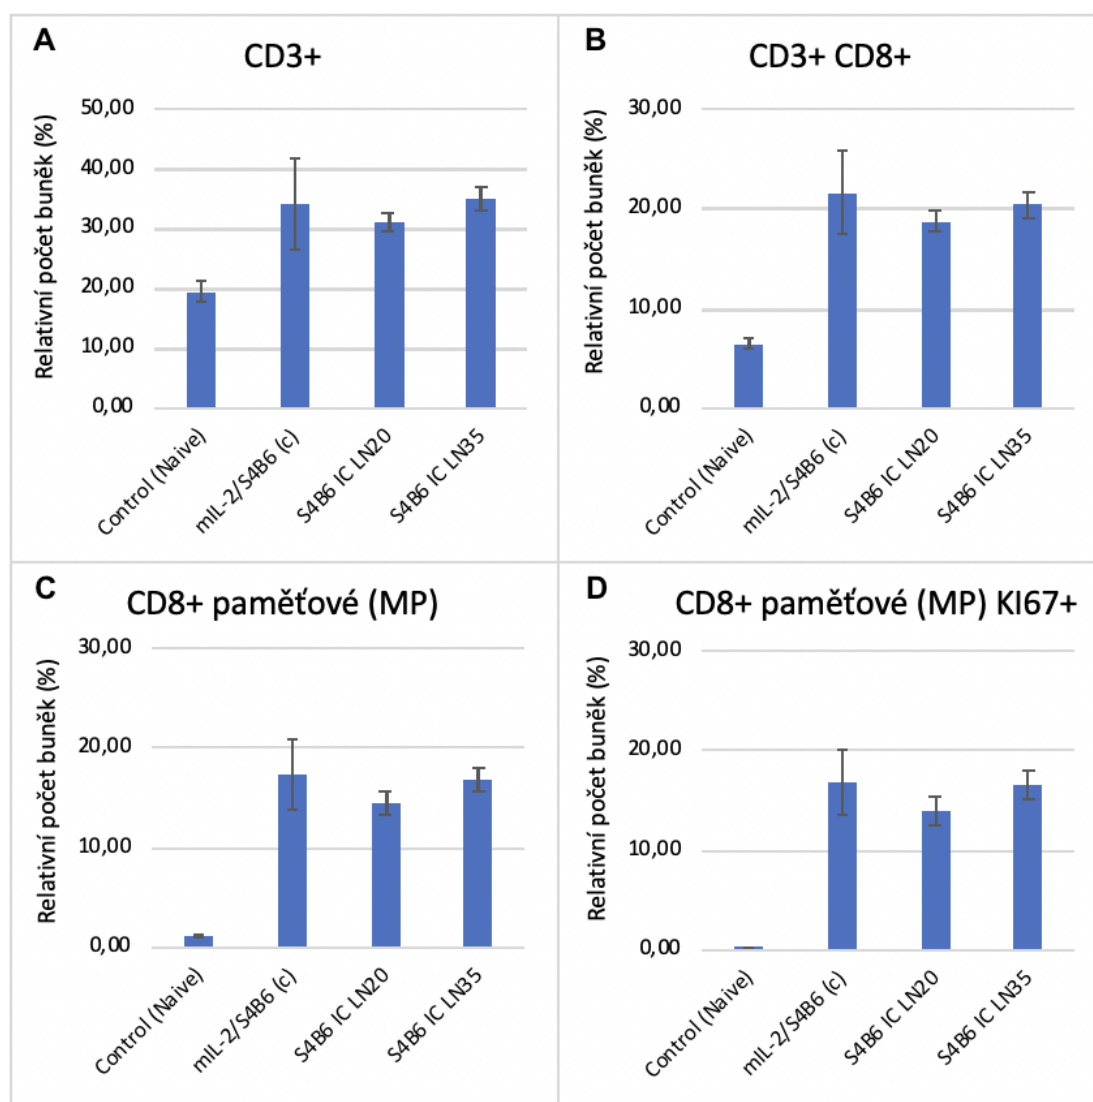 A
CD3+
Relativní počet buněk (%)
50,00
40,00
30,00
20,00
10,00
0,00
Control (Naive)
mIL-2/S4B6 (c)
S4B6 IC LN20
S4B6 IC LN35
B
CD3+ CD8+
Relativní počet buněk (%)
30,00
20,00
10,00
0,00
Control (Naive)
mIL-2/S4B6 (c)
S4B6 IC LN20
S4B6 IC LN35
C
CD8+ paměťové (MP)
Relativní počet buněk (%)
30,00
20,00
10,00
0,00
Control (Naive)
mIL-2/S4B6 (c)
S4B6 IC LN20
S4B6 IC LN35
D
CD8+ paměťové (MP) KI67+
Relativní počet buněk (%)
30,00
20,00
10,00
0,00
Control (Naive)
mIL-2/S4B6 (c)
S4B6 IC LN20
S4B6 IC LN35